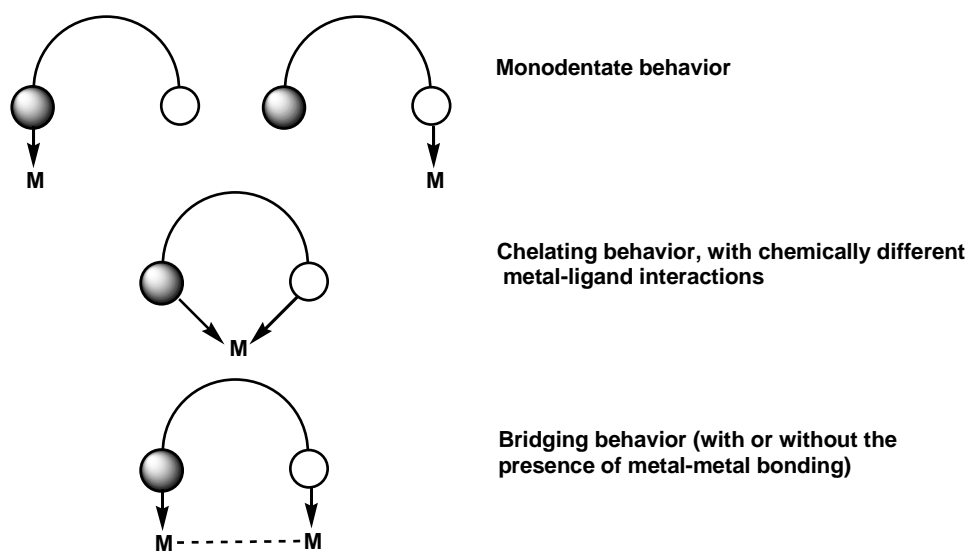 Monodentate behavior
M
M
Chelating behavior, with chemically different
metal-ligand interactions
M
Bridging behavior (with or without the
presence of metal-metal bonding)
M
M